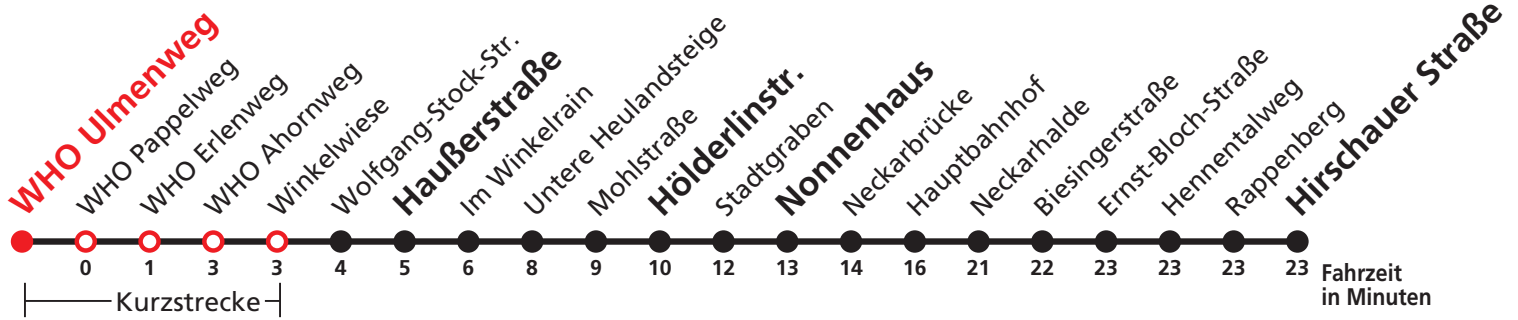 WHO Ulmenweg
WHO Pappelweg
WHO Erlenweg
WHO Ahornweg
Winkelwiese
Wolfgang-Stock-Str.
Haußerstraße
Im Winkelrain
Untere Heulandsteige
Mohlstraße
Hölderlinstr.
Stadtgraben
Nonnenhaus
Neckarbrücke
Hauptbahnhof
Neckarhalde
Biesingerstraße
Ernst-Bloch-Straße
Hennentalweg
Rappenberg
Hirschauer Straße
0 1 3 3 4 5 6 8 9 10 12 13 14 16 21 22 23 23 23 23
Fahrzeit
in Minuten
Kurzstrecke